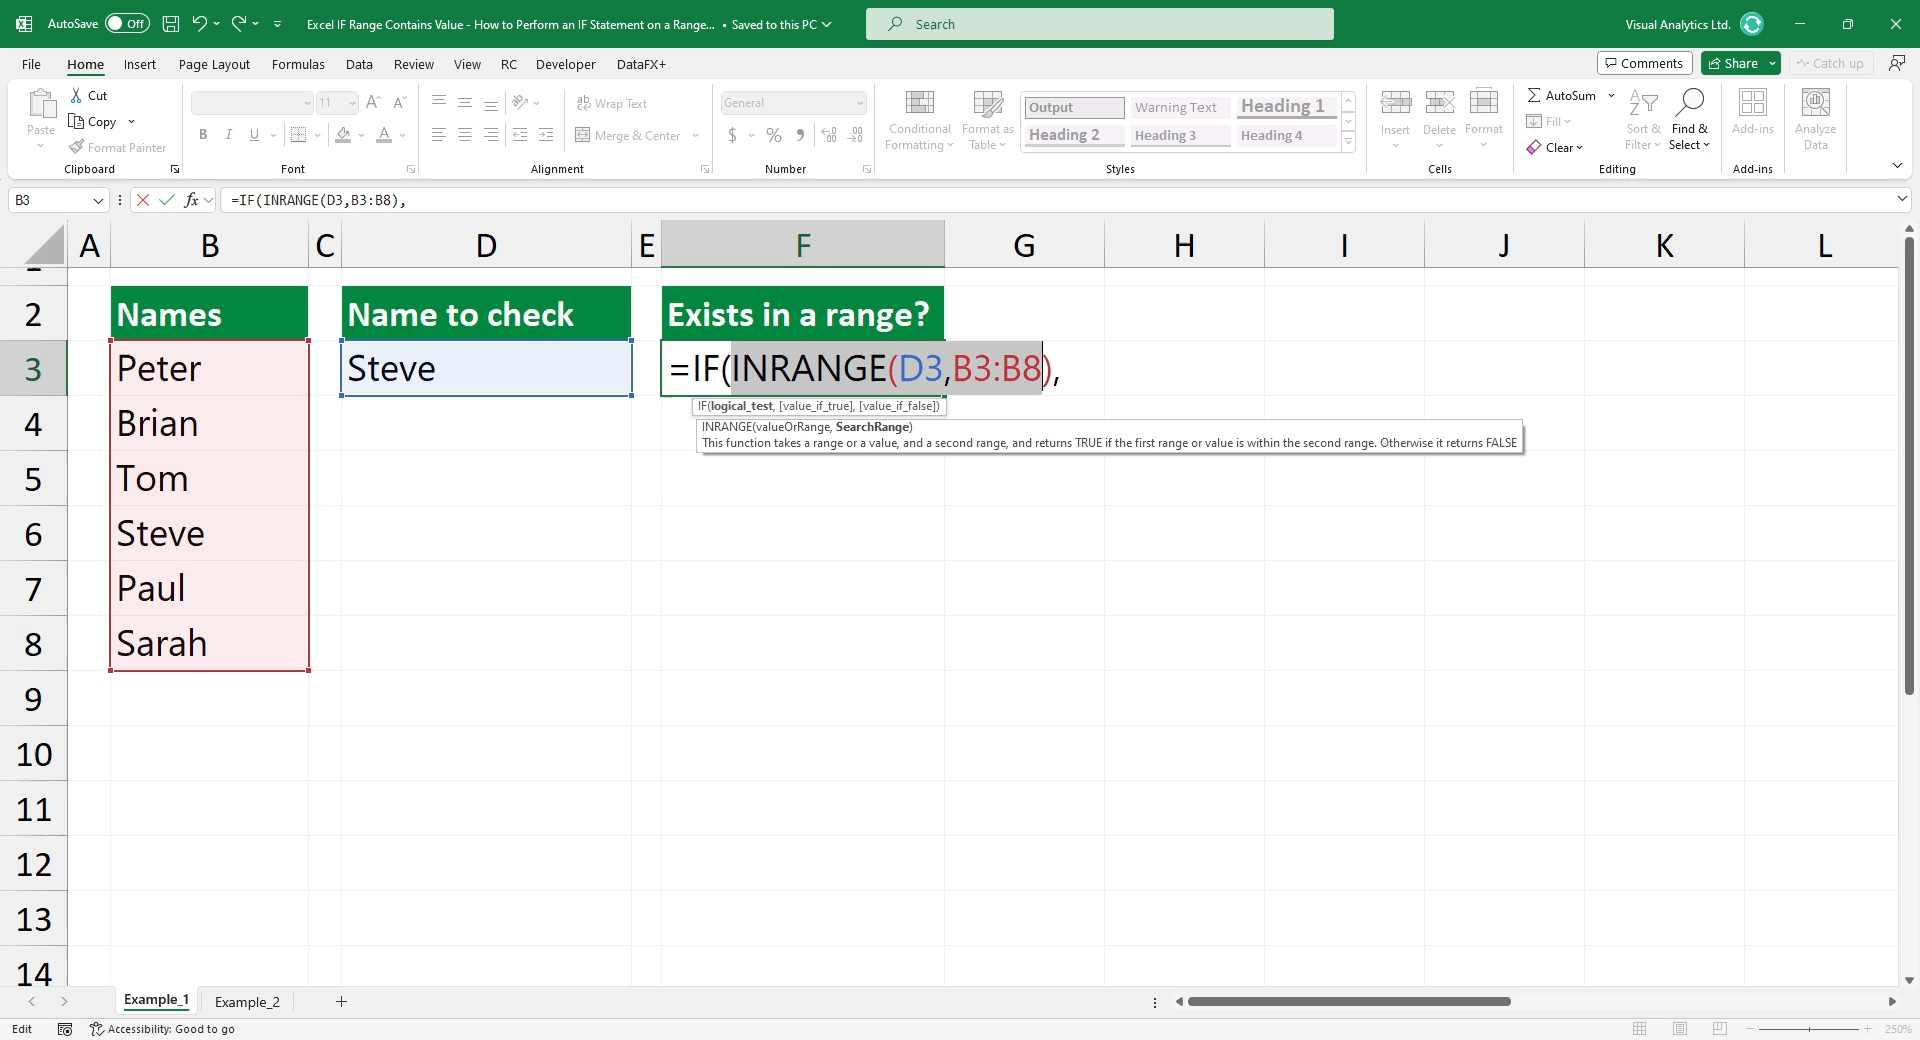 AutoSave Off Excel IF Range Contains Value - How to Perform an IF Statement on a Range... • Saved to this PC Search Visual Analytics Ltd.
File Home Insert Page Layout Formulas Data Review View RC Developer DataFX+ Comments Share Catch up
Paste Cut Copy Format Painter Clipboard
11 B I U A Font
Wrap Text Merge & Center Alignment
General $ % Number
Conditional Formatting Format as Table
Output Warning Text Heading 1
Heading 2 Heading 3 Heading 4
Styles
Insert Delete Format Cells
AutoSum Fill Clear Sort & Filter Find & Select Editing
Add-ins Add-ins
Analyze Data
B3 fx =IF(INRANGE(D3,B3:B8),
A B C D E F G H I J K L
2 Names Name to check Exists in a range?
3 Peter Steve =IF(INRANGE(D3,B3:B8),
IF(logical_test, [value_if_true], [value_if_false])
4 Brian
INRANGE(valueOrRange, SearchRange)
This function takes a range or a value, and a second range, and returns TRUE if the first range or value is within the second range. Otherwise it returns FALSE
5 Tom
6 Steve
7 Paul
8 Sarah
9
10
11
12
13
14
Example_1 Example_2
Edit Accessibility: Good to go 250%